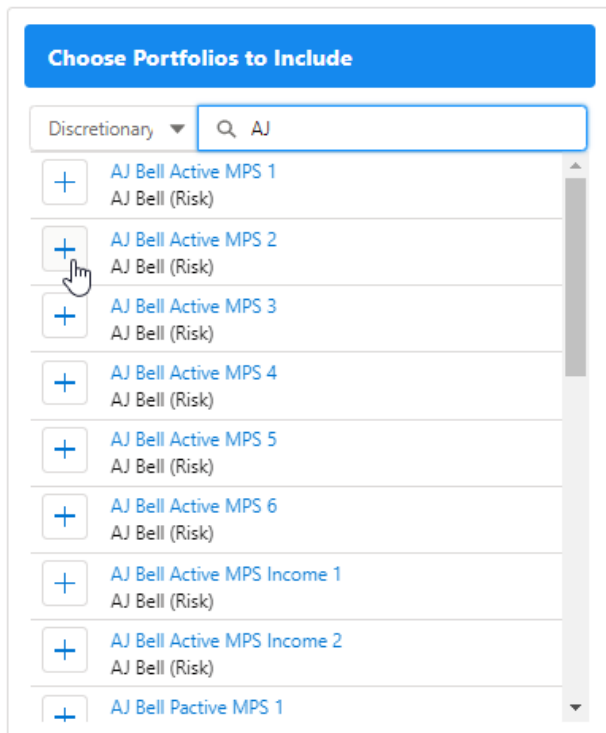 Choose Portfolios to Include
Discretionary AJ
AJ Bell Active MPS 1
AJ Bell (Risk)
AJ Bell Active MPS 2
AJ Bell (Risk)
AJ Bell Active MPS 3
AJ Bell (Risk)
AJ Bell Active MPS 4
AJ Bell (Risk)
AJ Bell Active MPS 5
AJ Bell (Risk)
AJ Bell Active MPS 6
AJ Bell (Risk)
AJ Bell Active MPS Income 1
AJ Bell (Risk)
AJ Bell Active MPS Income 2
AJ Bell (Risk)
AJ Bell Pactive MPS 1